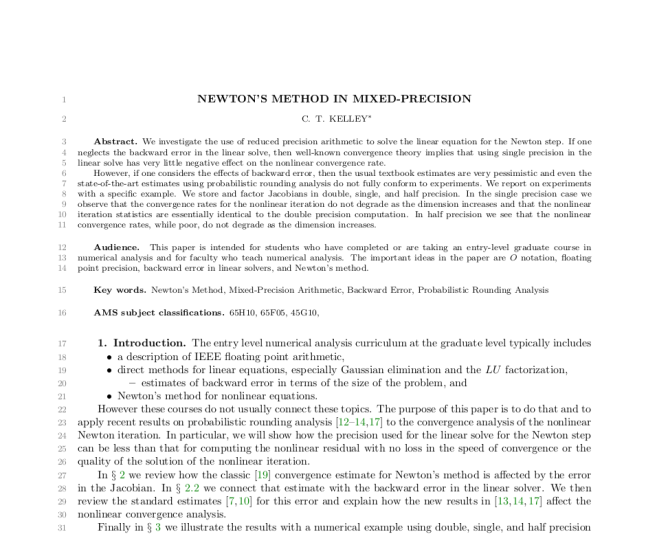 1 NEWTON'S METHOD IN MIXED-PRECISION
2 C. T. KELLEY*
3 Abstract. We investigate the use of reduced precision arithmetic to solve the linear equation for the Newton step. If one
4 neglects the backward error in the linear solve, then well-known convergence theory implies that using single precision in the
5 linear solve has very little negative effect on the nonlinear convergence rate.
6 However, if one considers the effects of backward error, then the usual textbook estimates are very pessimistic and even the
7 state-of-the-art estimates using probabilistic rounding analysis do not fully conform to experiments. We report on experiments
8 with a specific example. We store and factor Jacobians in double, single, and half precision. In the single precision case we
9 observe that the convergence rates for the nonlinear iteration do not degrade as the dimension increases and that the nonlinear
10 iteration statistics are essentially identical to the double precision computation. In half precision we see that the nonlinear
11 convergence rates, while poor, do not degrade as the dimension increases.
12 Audience. This paper is intended for students who have completed or are taking an entry-level graduate course in
13 numerical analysis and for faculty who teach numerical analysis. The important ideas in the paper are O notation, floating
14 point precision, backward error in linear solvers, and Newton's method.
15 Key words. Newton's Method, Mixed-Precision Arithmetic, Backward Error, Probabilistic Rounding Analysis
16 AMS subject classifications. 65H10, 65F05, 45G10,
17 1. Introduction. The entry level numerical analysis curriculum at the graduate level typically includes
18 • a description of IEEE floating point arithmetic,
19 • direct methods for linear equations, especially Gaussian elimination and the LU factorization,
20 – estimates of backward error in terms of the size of the problem, and
21 • Newton's method for nonlinear equations.
22 However these courses do not usually connect these topics. The purpose of this paper is to do that and to
23 apply recent results on probabilistic rounding analysis [12–14,17] to the convergence analysis of the nonlinear
24 Newton iteration. In particular, we will show how the precision used for the linear solve for the Newton step
25 can be less than that for computing the nonlinear residual with no loss in the speed of convergence or the
26 quality of the solution of the nonlinear iteration.
27 In § 2 we review how the classic [19] convergence estimate for Newton's method is affected by the error
28 in the Jacobian. In § 2.2 we connect that estimate with the backward error in the linear solver. We then
29 review the standard estimates [7,10] for this error and explain how the new results in [13,14,17] affect the
30 nonlinear convergence analysis.
31 Finally in § 3 we illustrate the results with a numerical example using double, single, and half precision